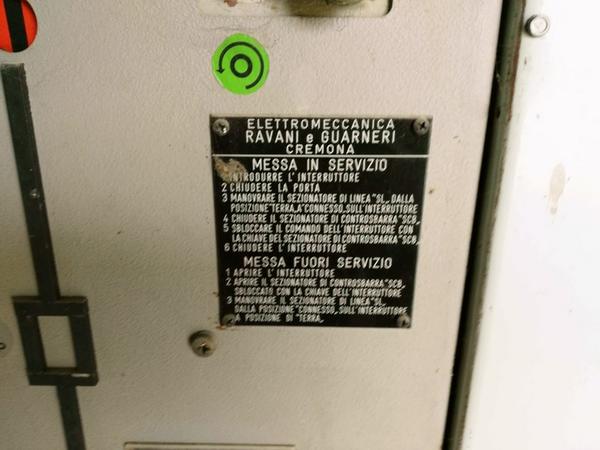 ELETTROMECCANICA
RAVANI e GUARNERI
CREMONA
MESSA IN SERVIZIO
1 INTRODURRE L'INTERRUTTORE
2 CHIUDERE LA PORTA
3 MANOVRARE IL SEZIONATORE DI LINEA "SL„ DALLA
POSIZIONE "TERRA„ A "CONNESSO„ SULL'INTERRUTTORE
4 CHIUDERE IL SEZIONATORE DI CONTROSBARRA "SCB„
5 SBLOCCARE IL COMANDO DELL'INTERRUTTORE CON
LA CHIAVE DEL SEZIONATORE DI CONTROSBARRA "SCB„
6 CHIUDERE L'INTERRUTTORE
MESSA FUORI SERVIZIO
1 APRIRE L'INTERRUTTORE
2 APRIRE IL SEZIONATORE DI CONTROSBARRA "SCB„
SBLOCCATO CON LA CHIAVE DELL'INTERRUTTORE
3 MANOVRARE IL SEZIONATORE DI LINEA "SL„
DALLA POSIZIONE "CONNESSO„ SULL'INTERRUTTORE
A POSIZIONE DI "TERRA„